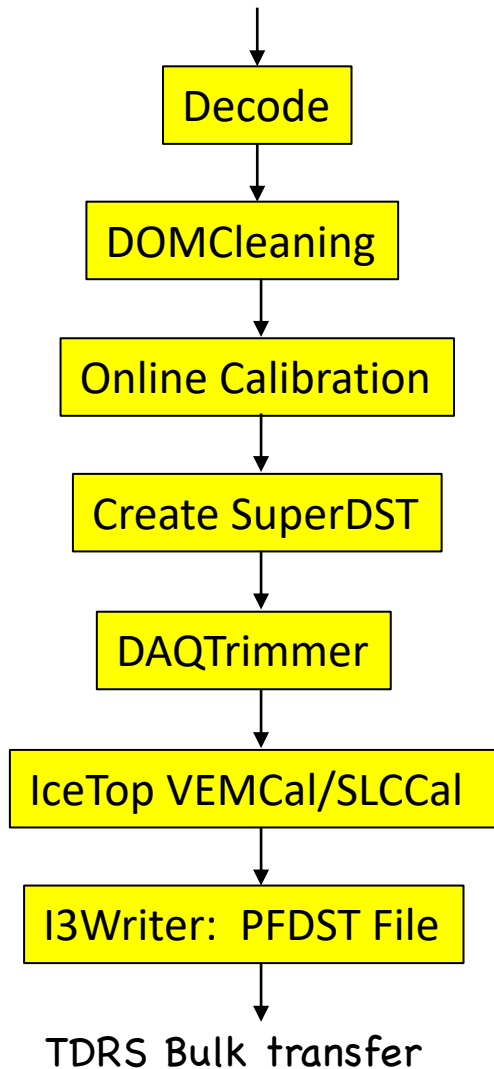 Decode
DOMCleaning
Online Calibration
Create SuperDST
DAQTrimmer
IceTop VEMCal/SLCCal
I3Writer: PFDST File
TDRS Bulk transfer